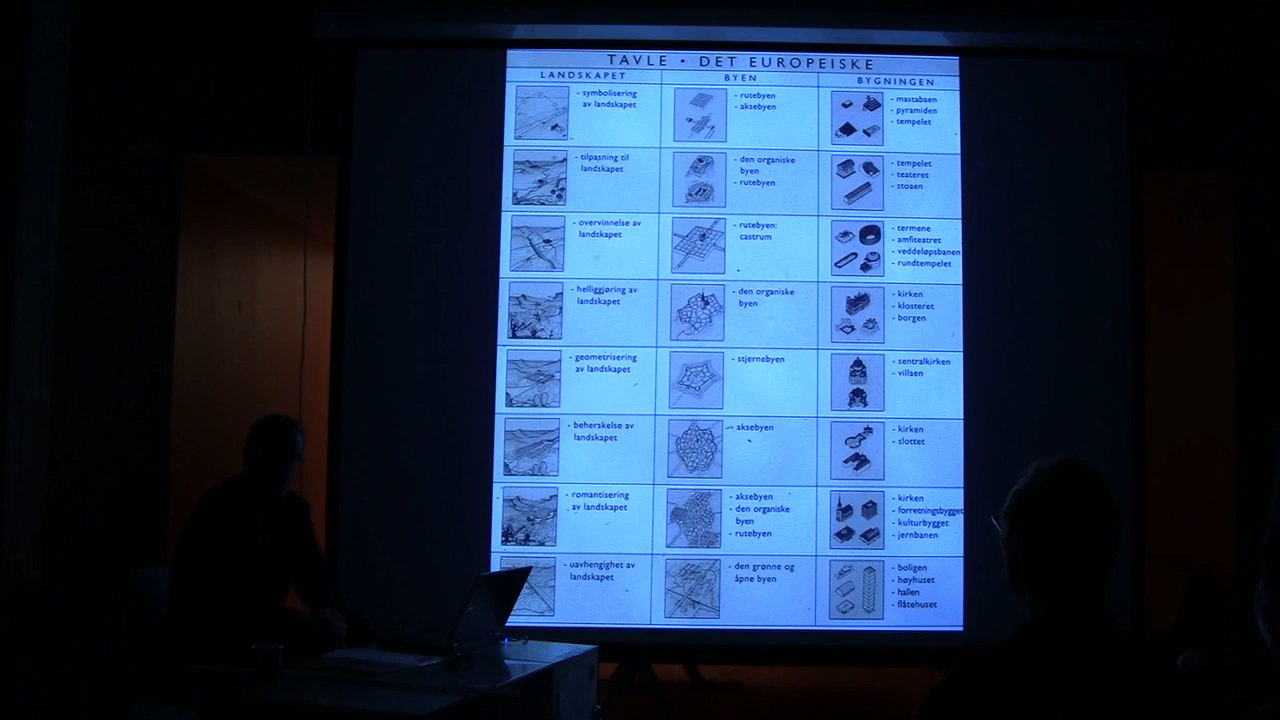 TAVLE • DET EUROPEISKE
LANDSKAPET BYEN BYGNINGEN
- symbolisering
av landskapet
- rutebyen
- aksebyen
- mastabaen
- pyramiden
- tempelet
- tilpasning til
landskapet
- den organiske
byen
- rutebyen
- tempelet
- teateret
- stoaen
- overvinnelse av
landskapet
- rutebyen:
castrum
- termene
- amfiteatret
- veddeløpsbanen
- rundtempelet
- helliggjøring av
landskapet
- den organiske
byen
- kirken
- klosteret
- borgen
- geometrisering
av landskapet
- stjernebyen
- sentralkirken
- villaen
- beherskelse av
landskapet
- aksebyen
- kirken
- slottet
- romantisering
av landskapet
- aksebyen
- den organiske
byen
- rutebyen
- kirken
- forretningsbygget
- kulturbygget
- jernbanen
- uavhengighet av
landskapet
- den grønne og
åpne byen
- boligen
- høyhuset
- hallen
- flåtehuset